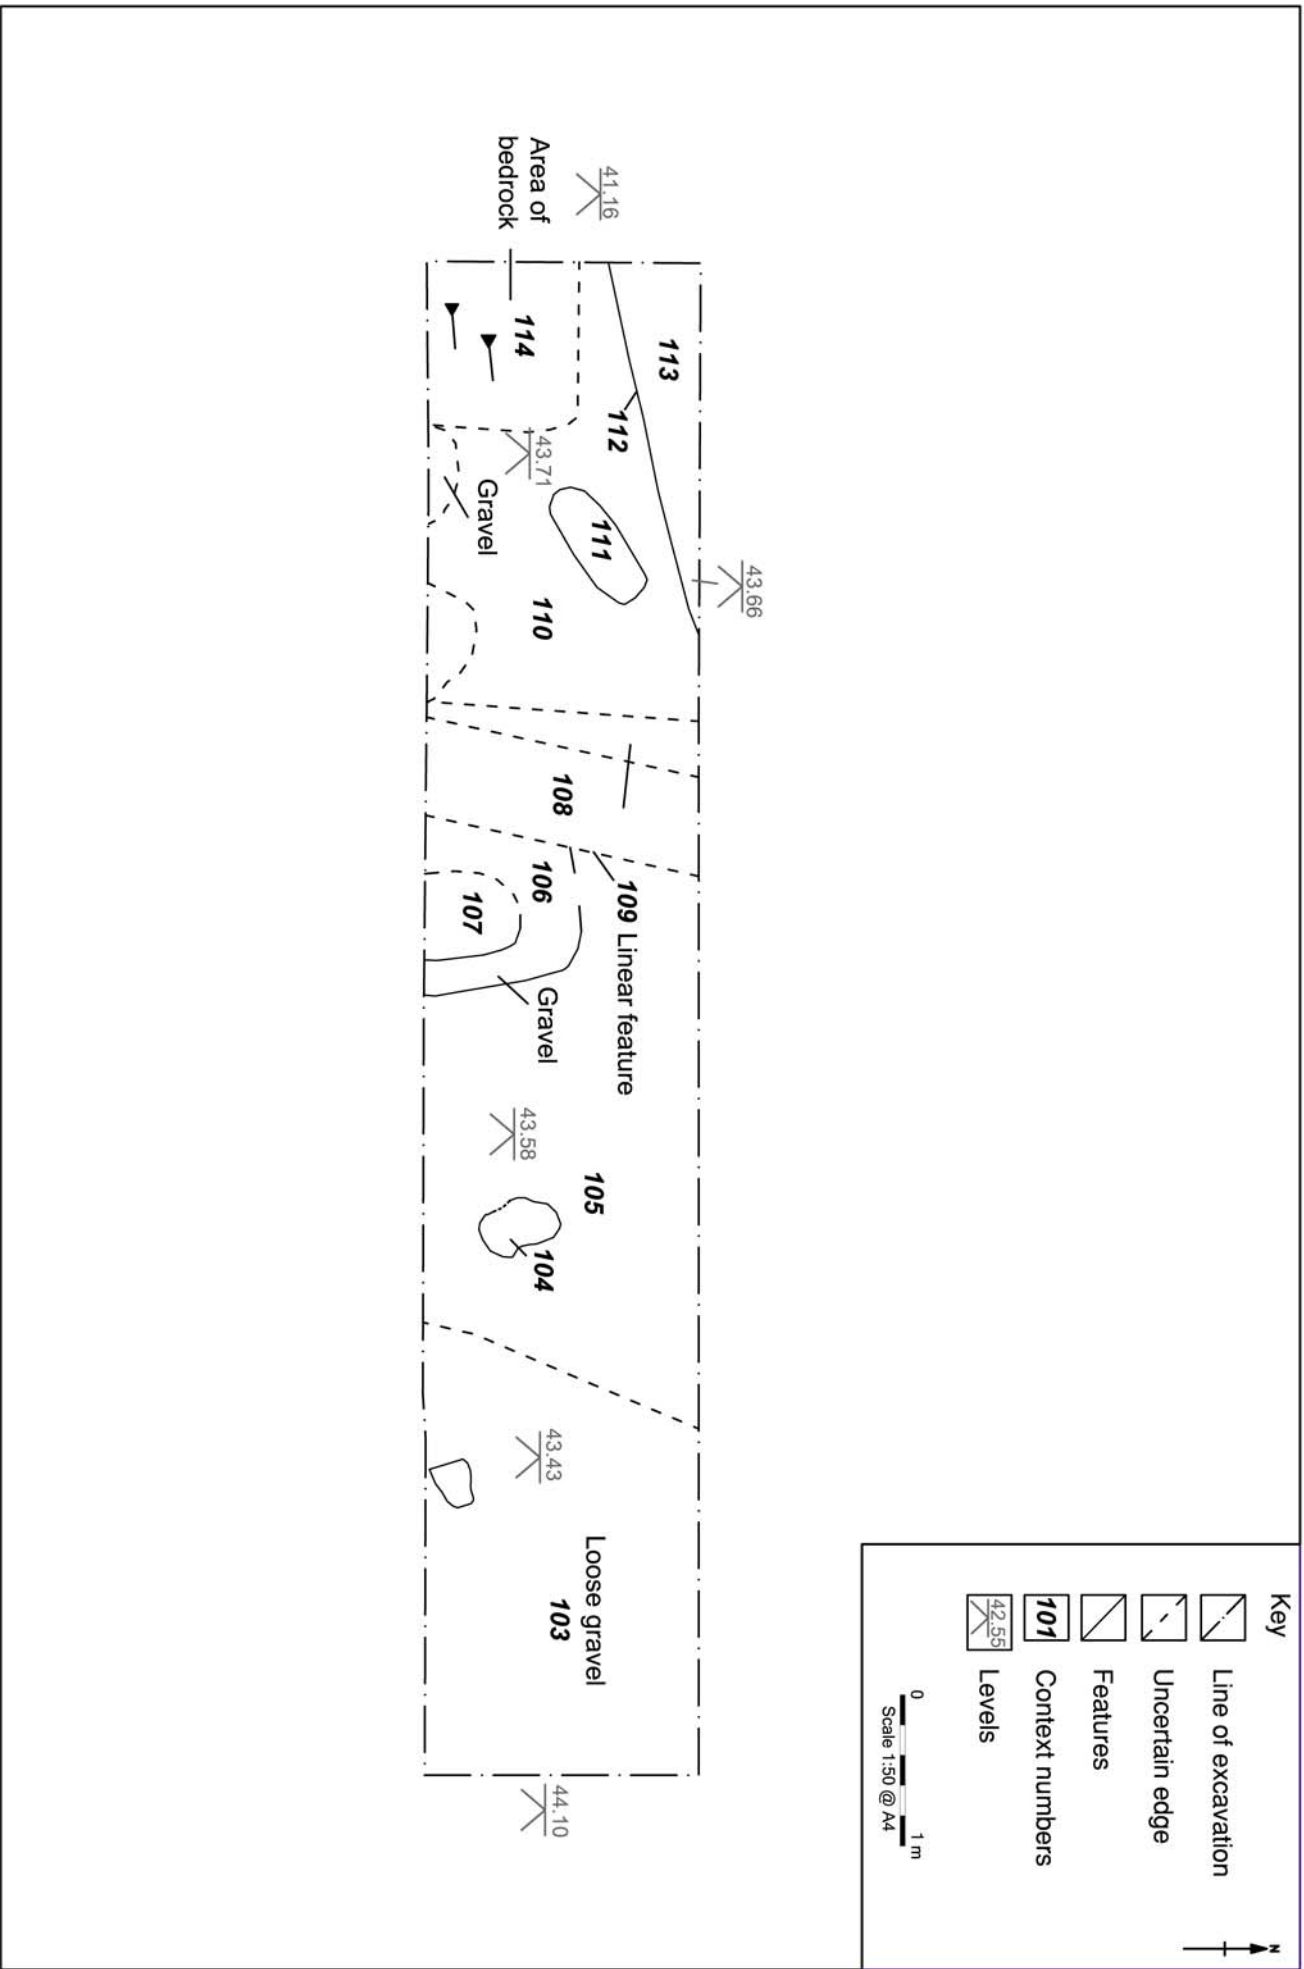 Key
Line of excavation
Uncertain edge
Features
101 Context numbers
42.55 Levels
0 1 m
Scale 1:50 @ A4
N
43.66
113
112
41.16
Area of
bedrock
114
43.71
111
Gravel
110
108
109 Linear feature
106
107
Gravel
105
43.58
104
43.43
Loose gravel
103
44.10